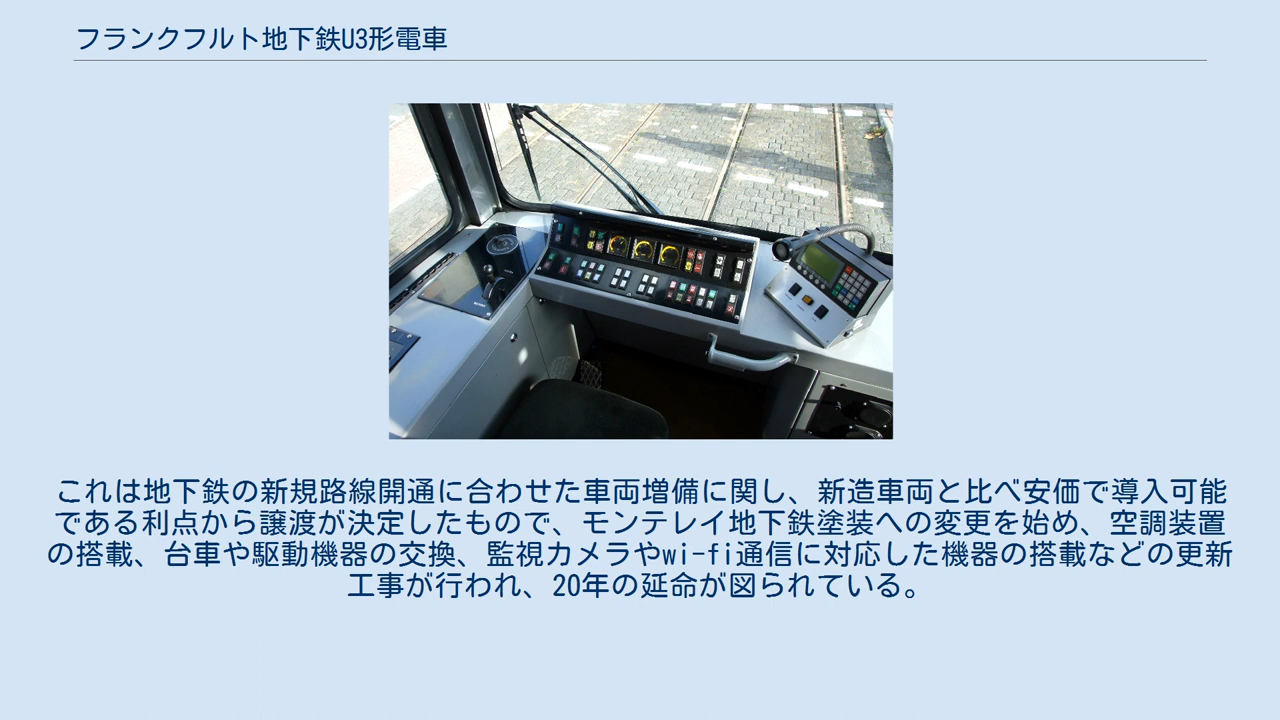 フランクフルト地下鉄U3形電車
これは地下鉄の新規路線開通に合わせた車両増備に関し、新造車両と比べ安価で導入可能
である利点から譲渡が決定したもので、モンテレイ地下鉄塗装への変更を始め、空調装置
の搭載、台車や駆動機器の交換、監視カメラやwi-fi通信に対応した機器の搭載などの更新
工事が行われ、20年の延命が図られている。